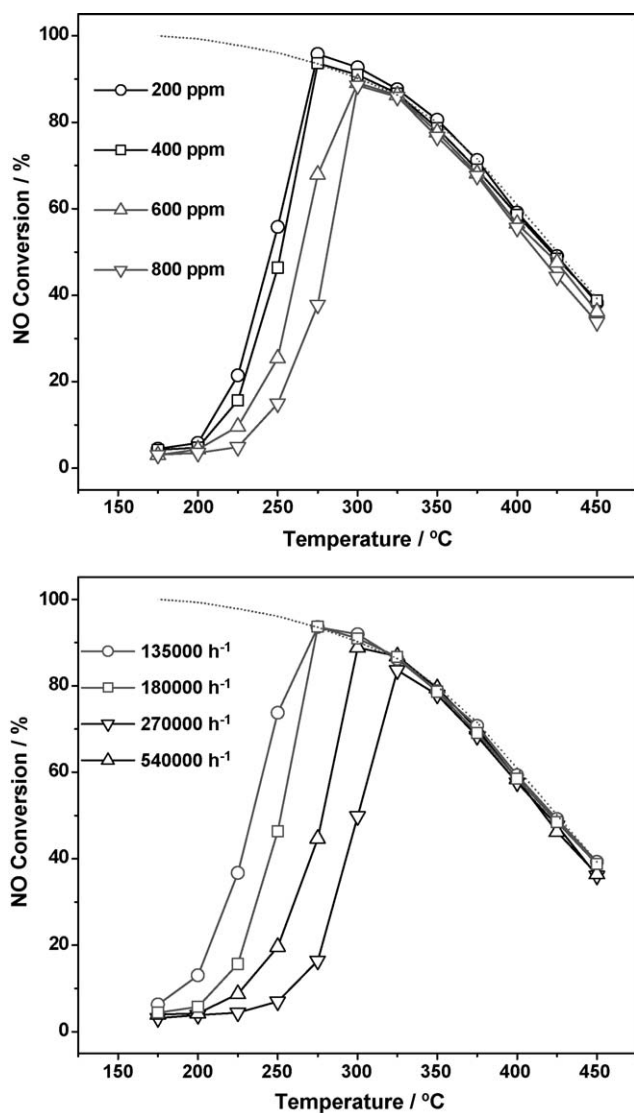 100
80
60
40
20
0
NO Conversion / %
200 ppm
400 ppm
600 ppm
800 ppm
150 200 250 300 350 400 450
Temperature / ºC
100
80
60
40
20
0
NO Conversion / %
135000 h⁻¹
180000 h⁻¹
270000 h⁻¹
540000 h⁻¹
150 200 250 300 350 400 450
Temperature / ºC